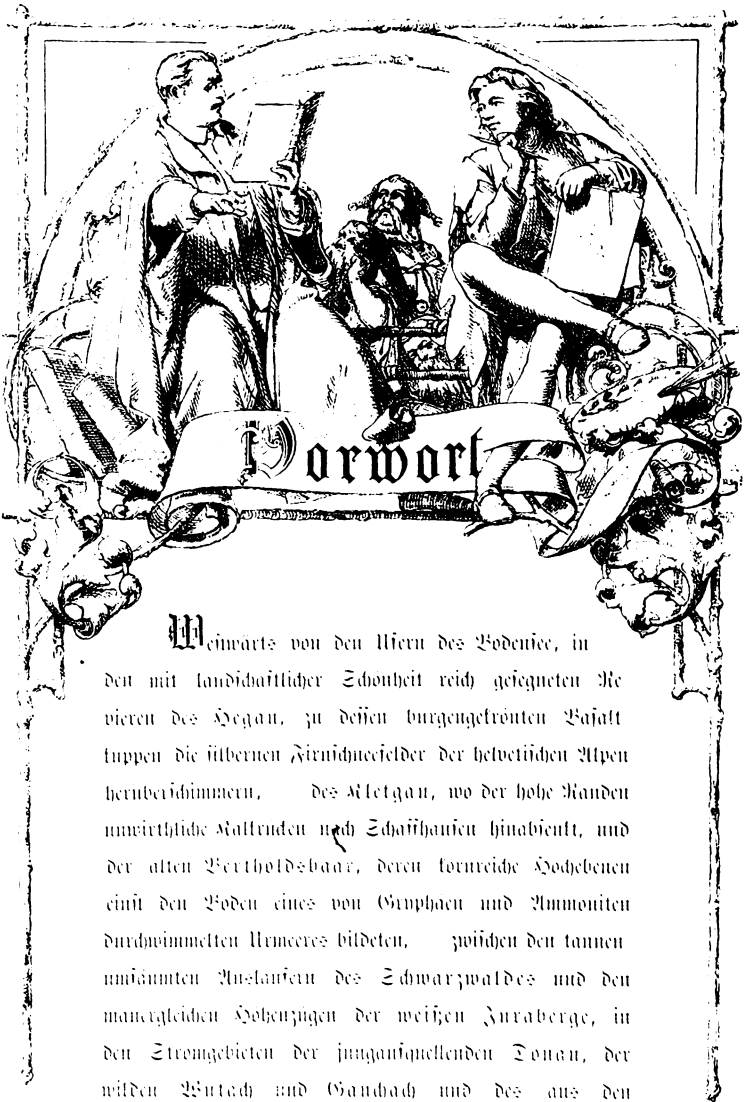 Vorwort
Westwärts von den Ufern des Bodensee, in
den mit landschaftlicher Schönheit reich gesegneten Re
vieren des Hegau, zu dessen burgengekrönten Basalt
kuppen die silbernen Firnschneefelder der helvetischen Alpen
herüberschimmern, des Kletgau, wo der hohe Randen
unwirthliche Kaltrucken nach Schaffhausen hinabsenkt, und
der alten Bertholdsbaar, deren kornreiche Hochebenen
einst den Boden eines von Gryphäen und Ammoniten
durchwimmelten Urmeeres bildeten, zwischen den tannen
umsäumten Ausläufern des Schwarzwaldes und den
mauergleichen Höhenzügen der weißen Juraberge, in
den Stromgebieten der jungaufquellenden Donau, der
wilden Wutach und Gauchach und des aus den